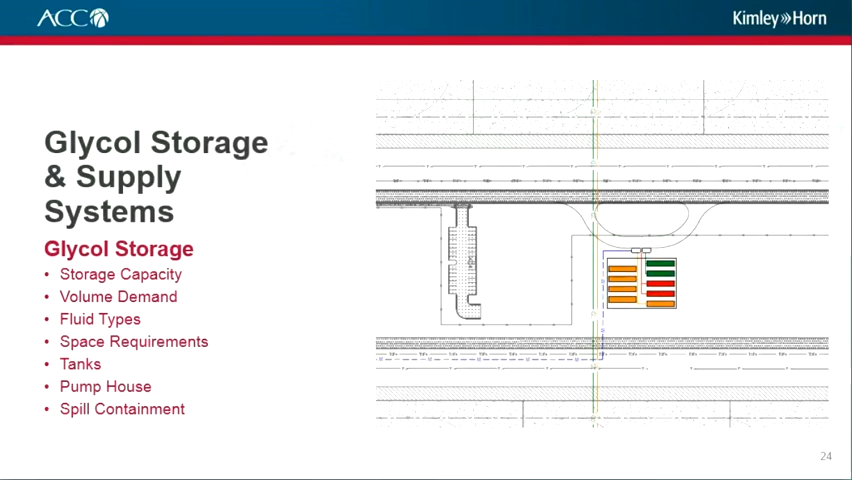 ACC
Kimley»Horn
Glycol Storage
& Supply
Systems
Glycol Storage
• Storage Capacity
• Volume Demand
• Fluid Types
• Space Requirements
• Tanks
• Pump House
• Spill Containment
24